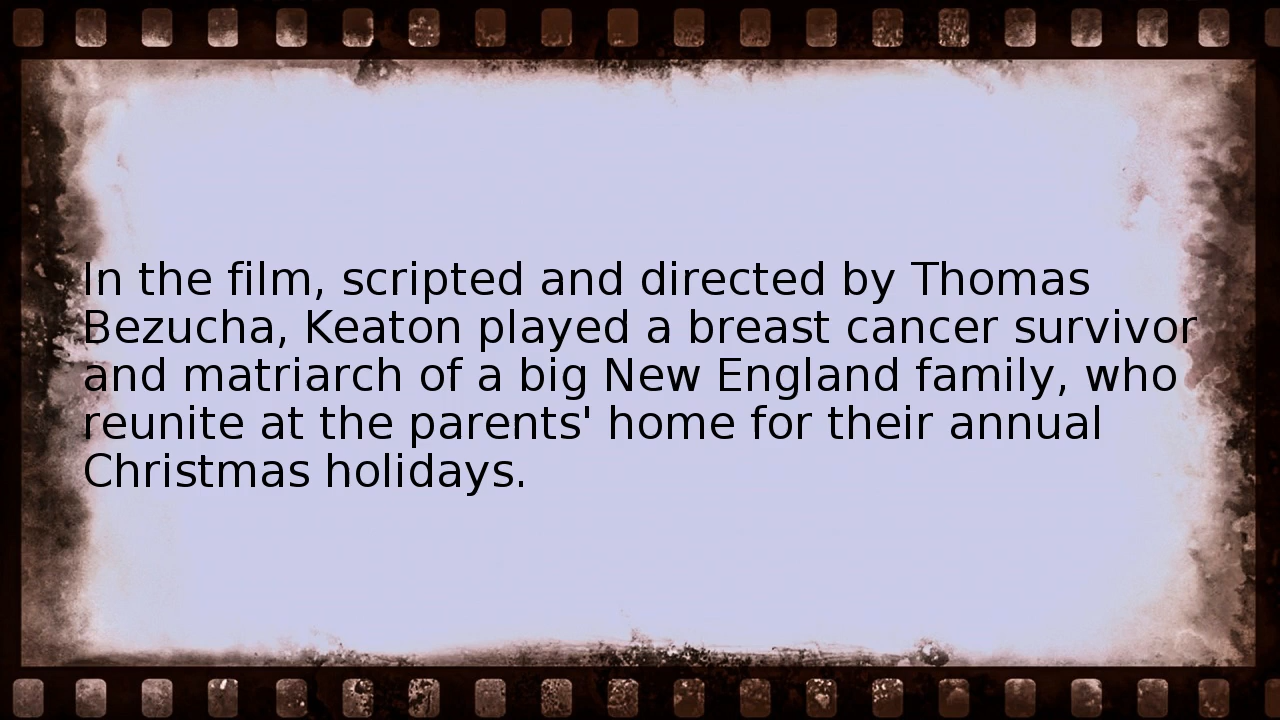 In the film, scripted and directed by Thomas
Bezucha, Keaton played a breast cancer survivor
and matriarch of a big New England family, who
reunite at the parents' home for their annual
Christmas holidays.